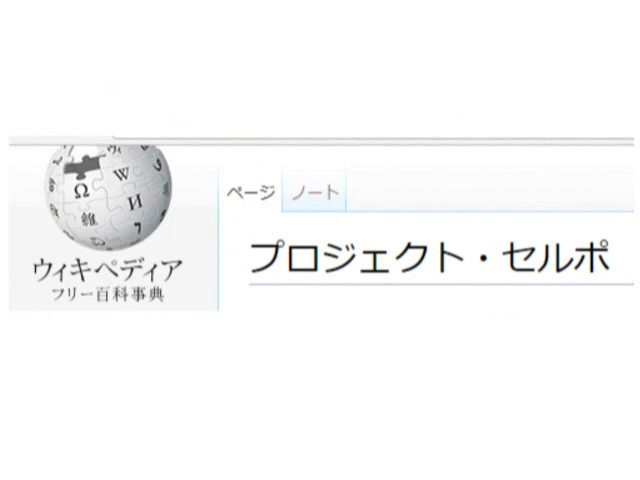 ウィキペディア
フリー百科事典
ページ ノート
プロジェクト・セルポ